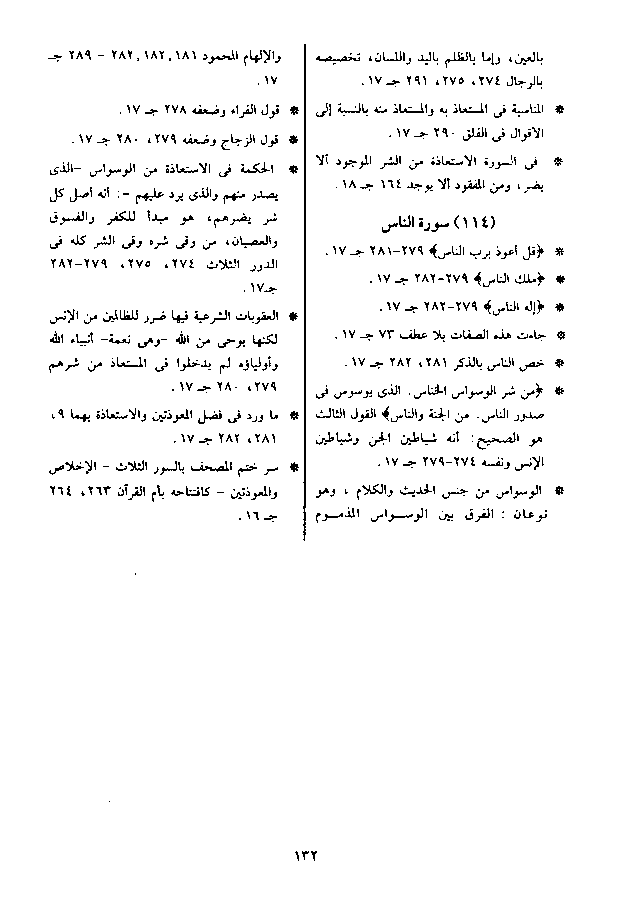 بالعين، وإما بالظلم باليد واللسان، تخصيصه
بالرجال ٢٧٤، ٢٧٥، ٢٩١ جـ ١٧.
* المناسبة فى المستعاذ به والمستعاذ منه بالنسبة إلى
الأقوال فى الفلق ٢٩٠ جـ ١٧.
* فى السورة الاستعاذة من الشر الموجود ألا
يضر، ومن المفقود ألا يوجد ١٦٤ جـ ١٨.
(١١٤) سورة الناس
* ﴿قل أعوذ برب الناس﴾ ٢٧٩-٢٨١ جـ ١٧.
* ﴿ملك الناس﴾ ٢٧٩-٢٨٢ جـ ١٧.
* ﴿إله الناس﴾ ٢٧٩-٢٨٢ جـ ١٧.
* جاءت هذه الصفات بلا عطف ٧٣ جـ ١٧.
* خص الناس بالذكر ٢٨١، ٢٨٢ جـ ١٧.
* ﴿من شر الوسواس الخناس. الذى يوسوس فى
صدور الناس. من الجنة والناس﴾ القول الثالث
هو الصحيح: أنه شياطين الجن وشياطين
الإنس ونفسه ٢٧٤-٢٧٩ جـ ١٧.
* الوسواس من جنس الحديث والكلام ، وهو
نوعان : الفرق بين الوسواس المذموم
والإلهام المحمود ١٨١, ١٨٢, ٢٨٢ - ٢٨٩ جـ
١٧.
* قول الفراء وضعفه ٢٧٨ جـ ١٧.
* قول الزجاج وضعفه ٢٧٩، ٢٨٠ جـ ١٧.
* الحكمة فى الاستعاذة من الوسواس -الذى
يصدر منهم والذى يرد عليهم -: أنه أصل كل
شر يضرهم، هو مبدأ للكفر والفسوق
والعصيان، من وقى شره وقى الشر كله فى
الدور الثلاث ٢٧٤، ٢٧٥، ٢٧٩-٢٨٢
جـ١٧.
* العقوبات الشرعية فيها ضرر للظالمين من الإنس
لكنها بوحى من الله -وهى نعمة- أنبياء الله
وأولياؤه لم يدخلوا فى المستعاذ من شرهم
٢٧٩، ٢٨٠ جـ ١٧.
* ما ورد فى فضل المعوذتين والاستعاذة بهما ٩،
٢٨١، ٢٨٢ جـ ١٧.
* سر ختم المصحف بالسور الثلاث - الإخلاص
والمعوذتين - كافتتاحه بأم القرآن ٢٦٣، ٢٦٤
جـ ١٦.
١٣٢